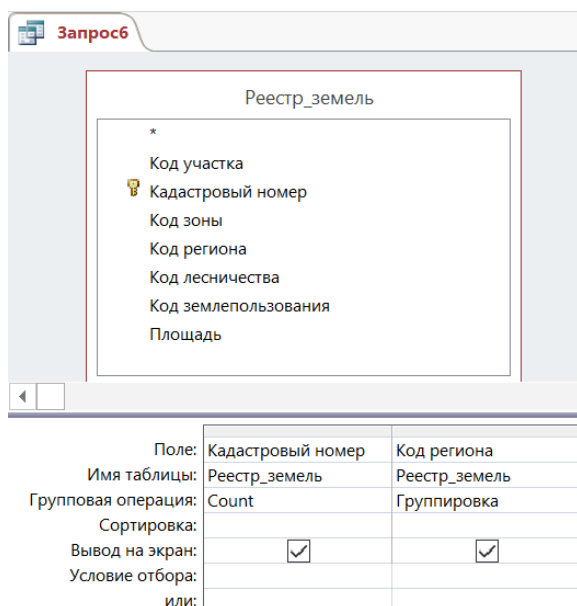 Запрос6
Реестр_земель
*
Код участка
Кадастровый номер
Код зоны
Код региона
Код лесничества
Код землепользования
Площадь
Поле: Кадастровый номер Код региона
Имя таблицы: Реестр_земель Реестр_земель
Групповая операция: Count Группировка
Сортировка:
Вывод на экран:
Условие отбора:
или: